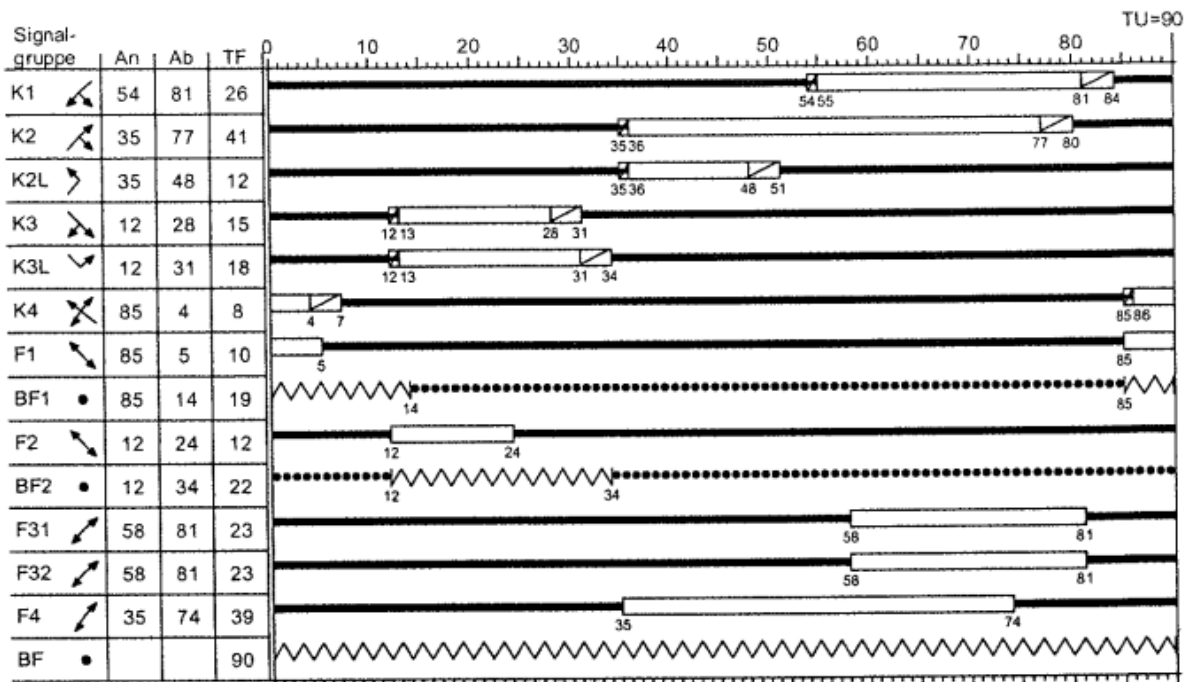 TU=90
Signal-
gruppe An Ab TF 0 10 20 30 40 50 60 70 80
K1 54 81 26
54 55 81 84
K2 35 77 41
35 36 77 80
K2L 35 48 12
35 36 48 51
K3 12 28 15
12 13 28 31
K3L 12 31 18
12 13 31 34
K4 85 4 8
4 7 85 86
F1 85 5 10
5 85
BF1 85 14 19
14 85
F2 12 24 12
12 24
BF2 12 34 22
12 34
F31 58 81 23
58 81
F32 58 81 23
58 81
F4 35 74 39
35 74
BF 90